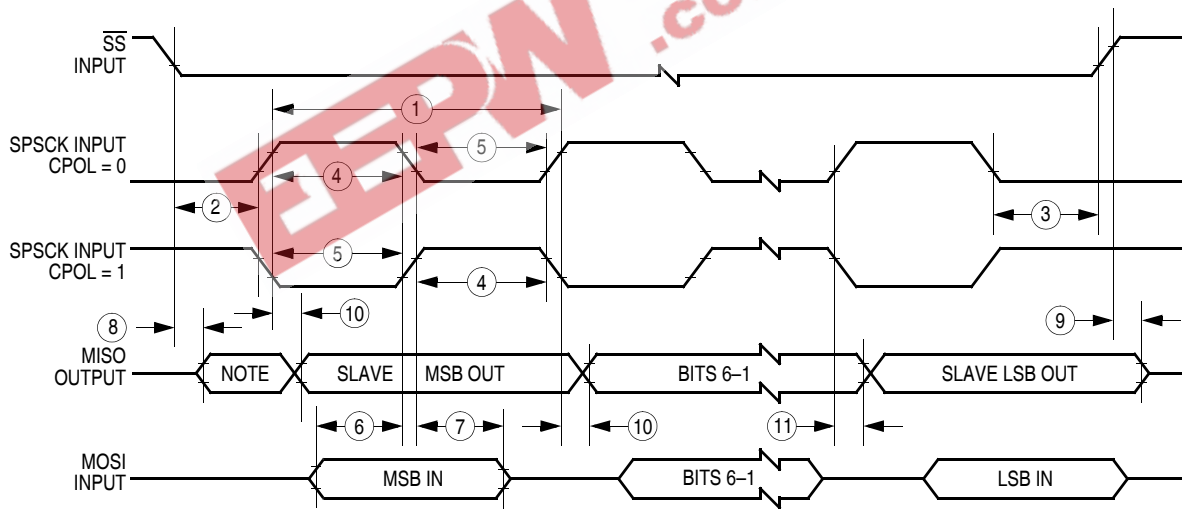 EEPW.co
SS
INPUT
1
SPSCK INPUT
CPOL = 0
5
4
2
3
SPSCK INPUT
CPOL = 1
5
4
8
10
9
MISO
OUTPUT
NOTE
SLAVE MSB OUT
BITS 6–1
SLAVE LSB OUT
6
7
10
11
MOSI
INPUT
MSB IN
BITS 6–1
LSB IN